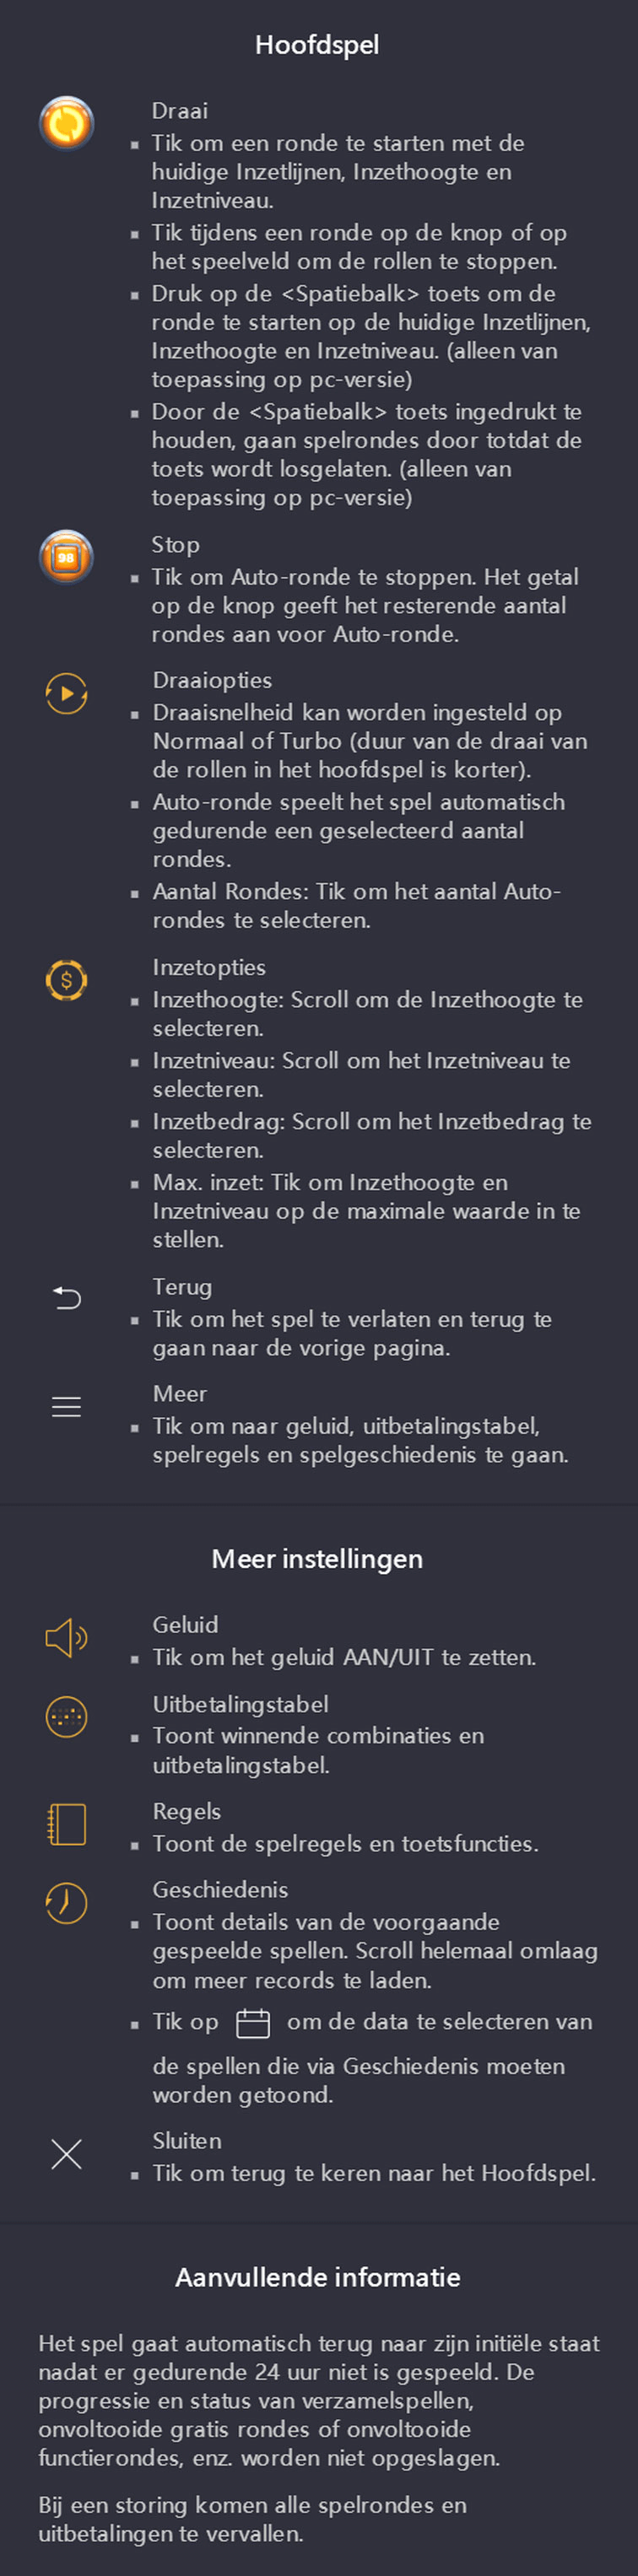 Hoofdspel
Draai
▪ Tik om een ronde te starten met de
huidige Inzetlijnen, Inzethoogte en
Inzetniveau.
▪ Tik tijdens een ronde op de knop of op
het speelveld om de rollen te stoppen.
▪ Druk op de <Spatiebalk> toets om de
ronde te starten op de huidige Inzetlijnen,
Inzethoogte en Inzetniveau. (alleen van
toepassing op pc-versie)
▪ Door de <Spatiebalk> toets ingedrukt te
houden, gaan spelrondes door totdat de
toets wordt losgelaten. (alleen van
toepassing op pc-versie)
98
Stop
▪ Tik om Auto-ronde te stoppen. Het getal
op de knop geeft het resterende aantal
rondes aan voor Auto-ronde.
Draaiopties
▪ Draaisnelheid kan worden ingesteld op
Normaal of Turbo (duur van de draai van
de rollen in het hoofdspel is korter).
▪ Auto-ronde speelt het spel automatisch
gedurende een geselecteerd aantal
rondes.
▪ Aantal Rondes: Tik om het aantal Auto-
rondes te selecteren.
$
Inzetopties
▪ Inzethoogte: Scroll om de Inzethoogte te
selecteren.
▪ Inzetniveau: Scroll om het Inzetniveau te
selecteren.
▪ Inzetbedrag: Scroll om het Inzetbedrag te
selecteren.
▪ Max. inzet: Tik om Inzethoogte en
Inzetniveau op de maximale waarde in te
stellen.
Terug
▪ Tik om het spel te verlaten en terug te
gaan naar de vorige pagina.
Meer
▪ Tik om naar geluid, uitbetalingstabel,
spelregels en spelgeschiedenis te gaan.
Meer instellingen
Geluid
▪ Tik om het geluid AAN/UIT te zetten.
Uitbetalingstabel
▪ Toont winnende combinaties en
uitbetalingstabel.
Regels
▪ Toont de spelregels en toetsfuncties.
Geschiedenis
▪ Toont details van de voorgaande
gespeelde spellen. Scroll helemaal omlaag
om meer records te laden.
▪ Tik op om de data te selecteren van
de spellen die via Geschiedenis moeten
worden getoond.
Sluiten
▪ Tik om terug te keren naar het Hoofdspel.
Aanvullende informatie
Het spel gaat automatisch terug naar zijn initiële staat
nadat er gedurende 24 uur niet is gespeeld. De
progressie en status van verzamelspellen,
onvoltooide gratis rondes of onvoltooide
functierondes, enz. worden niet opgeslagen.
Bij een storing komen alle spelrondes en
uitbetalingen te vervallen.